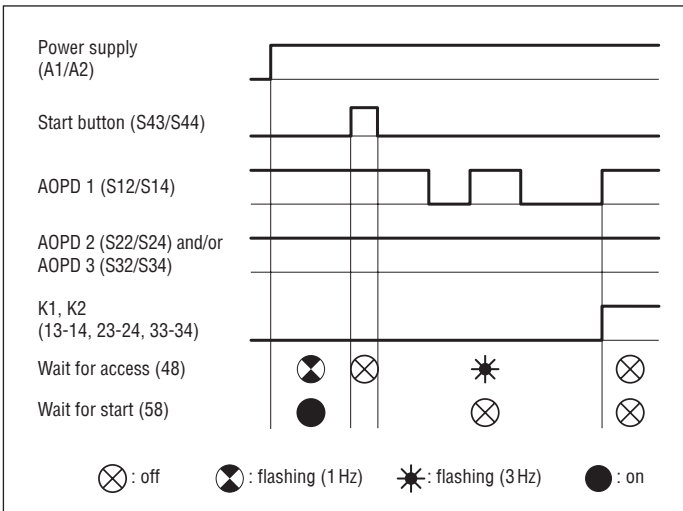 Power supply
(A1/A2)
Start button (S43/S44)
AOPD 1 (S12/S14)
AOPD 2 (S22/S24) and/or
AOPD 3 (S32/S34)
K1, K2
(13-14, 23-24, 33-34)
Wait for access (48)
Wait for start (58)
: off : flashing (1 Hz) : flashing (3 Hz) : on